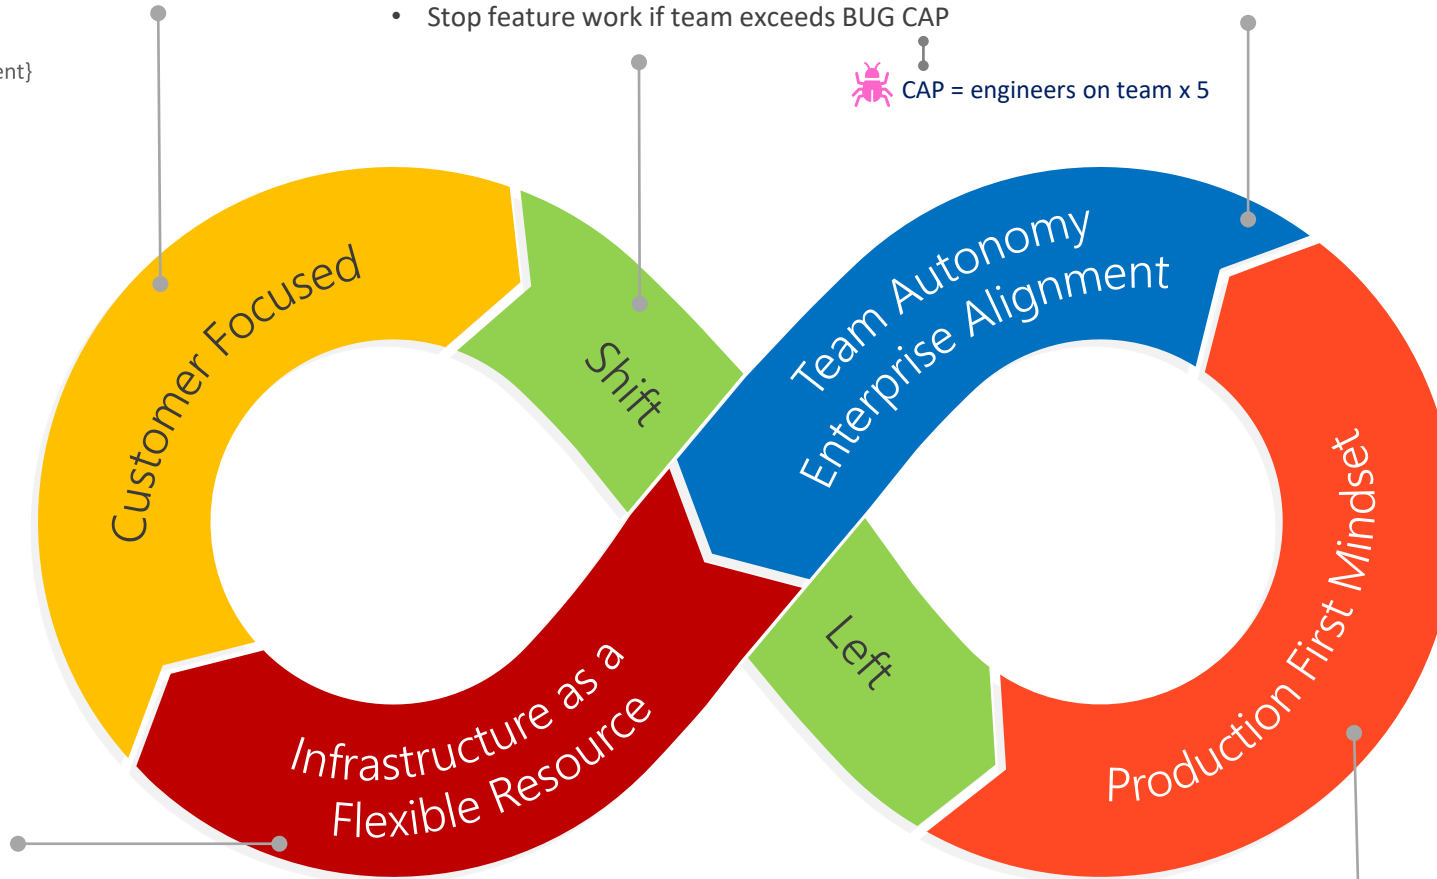 • Stop feature work if team exceeds BUG CAP
ent}
CAP = engineers on team x 5
Customer Focused
Shift
Team Autonomy
Enterprise Alignment
Production First Mindset
Left
Infrastructure as a
Flexible Resource